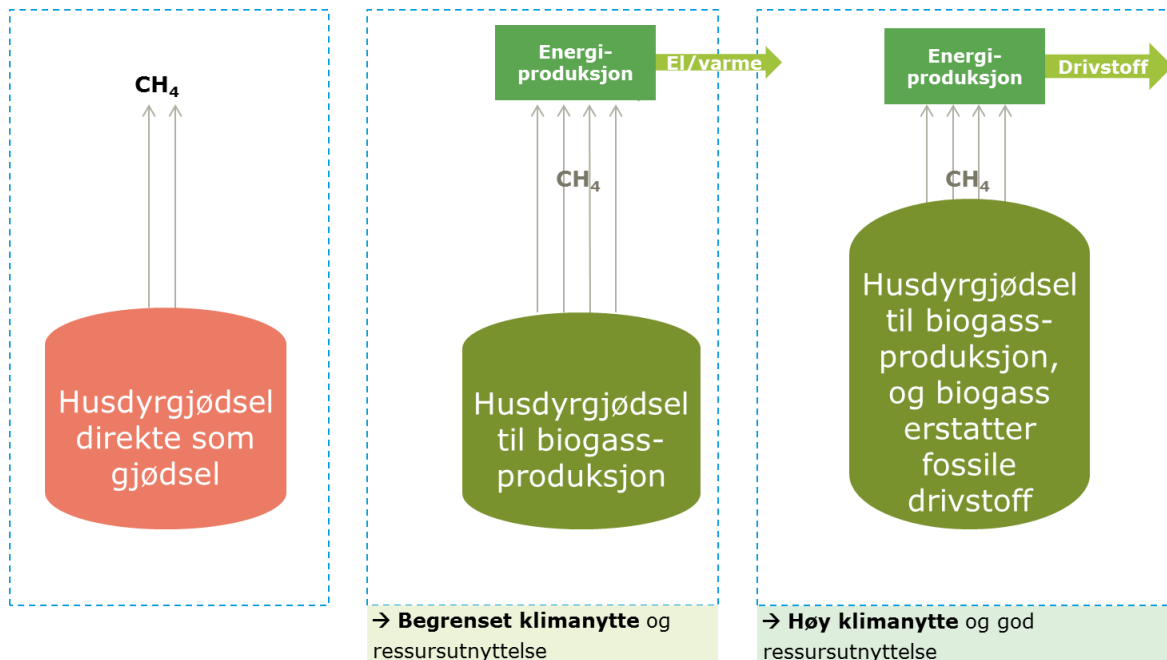 CH₄
Husdyrgjødsel
direkte som
gjødsel
Energi-
produksjon
El/varme
CH₄
Husdyrgjødsel
til biogass-
produksjon
→ Begrenset klimanytte og
ressursutnyttelse
Energi-
produksjon
Drivstoff
CH₄
Husdyrgjødsel
til biogass-
produksjon,
og biogass
erstatter
fossile
drivstoff
→ Høy klimanytte og god
ressursutnyttelse